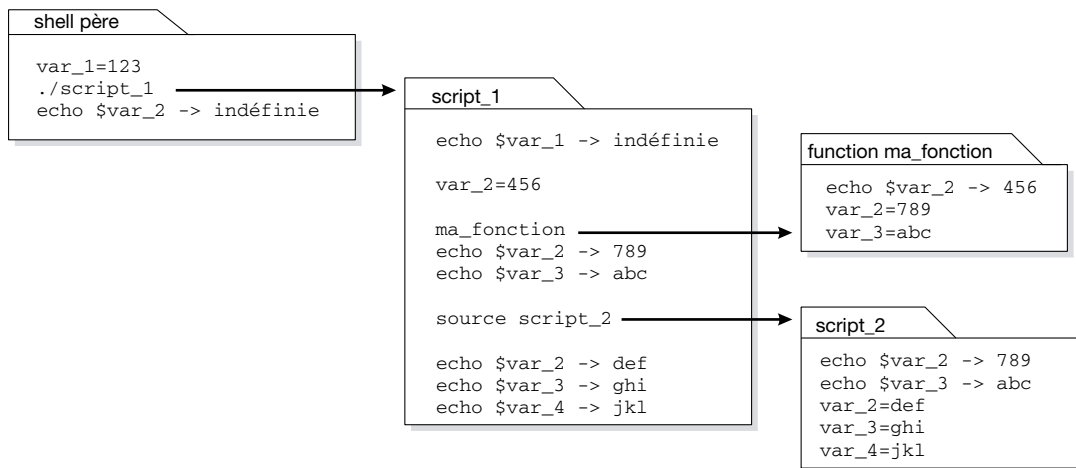 shell père
var_1=123
./script_1
echo $var_2 -> indéfinie
script_1
echo $var_1 -> indéfinie
var_2=456
ma_fonction
echo $var_2 -> 789
echo $var_3 -> abc
source script_2
echo $var_2 -> def
echo $var_3 -> ghi
echo $var_4 -> jkl
function ma_fonction
echo $var_2 -> 456
var_2=789
var_3=abc
script_2
echo $var_2 -> 789
echo $var_3 -> abc
var_2=def
var_3=ghi
var_4=jkl